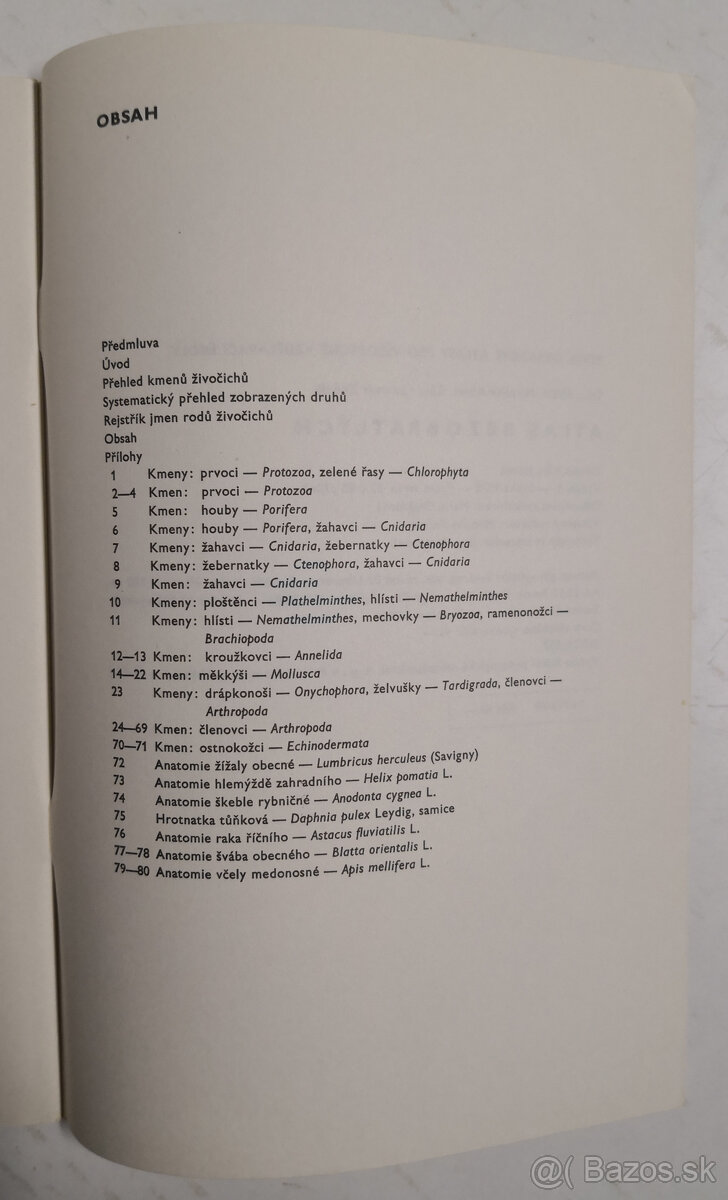 OBSAH
Předmluva
Úvod
Přehled kmenů živočichů
Systematický přehled zobrazených druhů
Rejstřík jmen rodů živočichů
Obsah
Přílohy
1 Kmeny: prvoci — Protozoa, zelené řasy — Chlorophyta
2—4 Kmen: prvoci — Protozoa
5 Kmen: houby — Porifera
6 Kmeny: houby — Porifera, žahavci — Cnidaria
7 Kmeny: žahavci — Cnidaria, žebernatky — Ctenophora
8 Kmeny: žebernatky — Ctenophora, žahavci — Cnidaria
9 Kmen: žahavci — Cnidaria
10 Kmeny: ploštěnci — Plathelminthes, hlísti — Nemathelminthes
11 Kmeny: hlísti — Nemathelminthes, mechovky — Bryozoa, ramenonožci —
Brachiopoda
12—13 Kmen: kroužkovci — Annelida
14—22 Kmen: měkkýši — Mollusca
23 Kmeny: drápkonoši — Onychophora, želvušky — Tardigrada, členovci —
Arthropoda
24—69 Kmen: členovci — Arthropoda
70—71 Kmen: ostnokožci — Echinodermata
72 Anatomie žížaly obecné — Lumbricus herculeus (Savigny)
73 Anatomie hlemýždě zahradního — Helix pomatia L.
74 Anatomie škeble rybničné — Anodonta cygnea L.
75 Hrotnatka tůňková — Daphnia pulex Leydig, samice
76 Anatomie raka říčního — Astacus fluviatilis L.
77—78 Anatomie švába obecného — Blatta orientalis L.
79—80 Anatomie včely medonosné — Apis mellifera L.
@( Bazos.sk